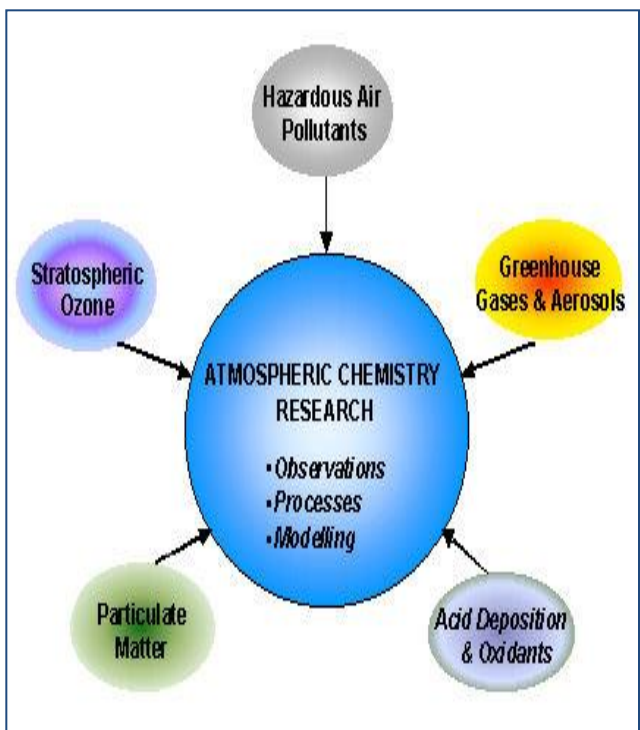 Hazardous Air
Pollutants
Stratospheric
Ozone
Greenhouse
Gases & Aerosols
ATMOSPHERIC CHEMISTRY
RESEARCH
•Observations
•Processes
•Modelling
Particulate
Matter
Acid Deposition
& Oxidants